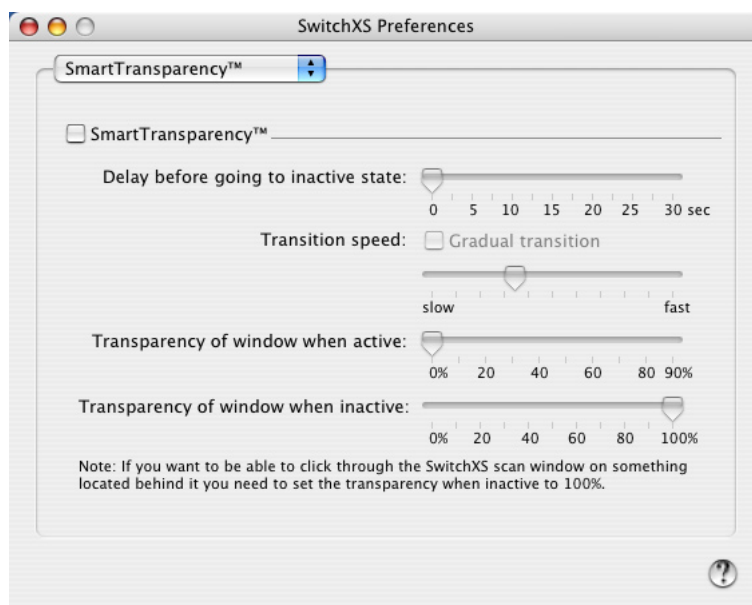 SwitchXS Preferences
SmartTransparency™
SmartTransparency™
Delay before going to inactive state:
0 5 10 15 20 25 30 sec
Transition speed: Gradual transition
slow fast
Transparency of window when active:
0% 20 40 60 80 90%
Transparency of window when inactive:
0% 20 40 60 80 100%
Note: If you want to be able to click through the SwitchXS scan window on something
located behind it you need to set the transparency when inactive to 100%.
?